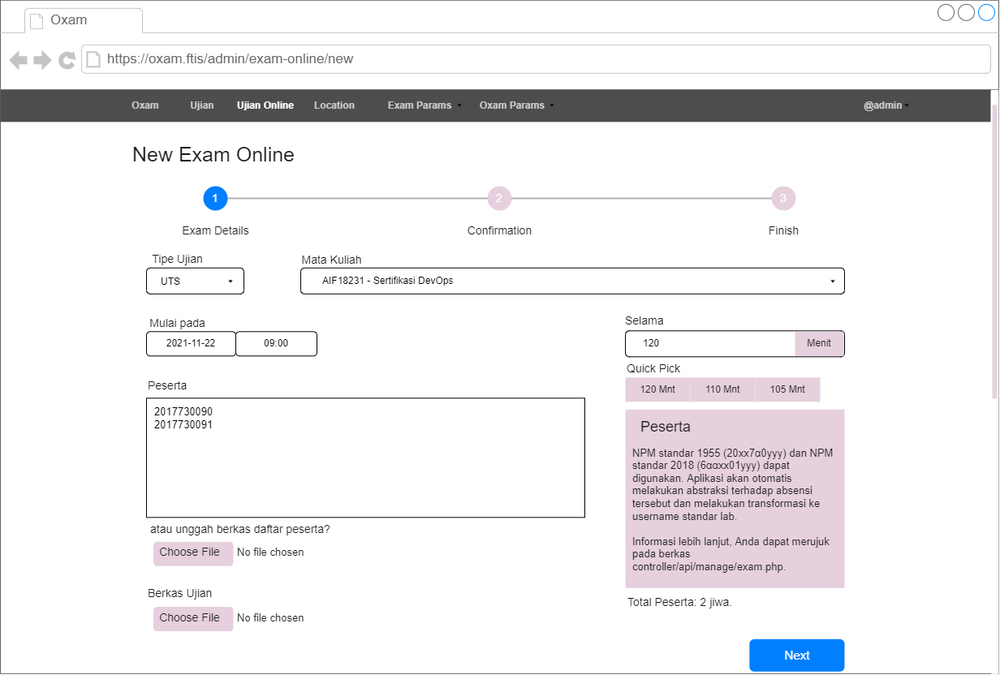 Oxam
https://oxam.ftis/admin/exam-online/new
Oxam Ujian Ujian Online Location Exam Params Oxam Params @admin
New Exam Online
1 2 3
Exam Details Confirmation Finish
Tipe Ujian Mata Kuliah
UTS AIF18231 - Sertifikasi DevOps
Mulai pada Selama
2021-11-22 09:00 120 Menit
Quick Pick
120 Mnt 110 Mnt 105 Mnt
Peserta
2017730090
2017730091
atau unggah berkas daftar peserta?
Choose File No file chosen
Berkas Ujian
Choose File No file chosen
Peserta
NPM standar 1955 (20xx7α0yyy) dan NPM
standar 2018 (6ααxx01yyy) dapat
digunakan. Aplikasi akan otomatis
melakukan abstraksi terhadap absensi
tersebut dan melakukan transformasi ke
username standar lab.
Informasi lebih lanjut, Anda dapat merujuk
pada berkas
controller/api/manage/exam.php.
Total Peserta: 2 jiwa.
Next